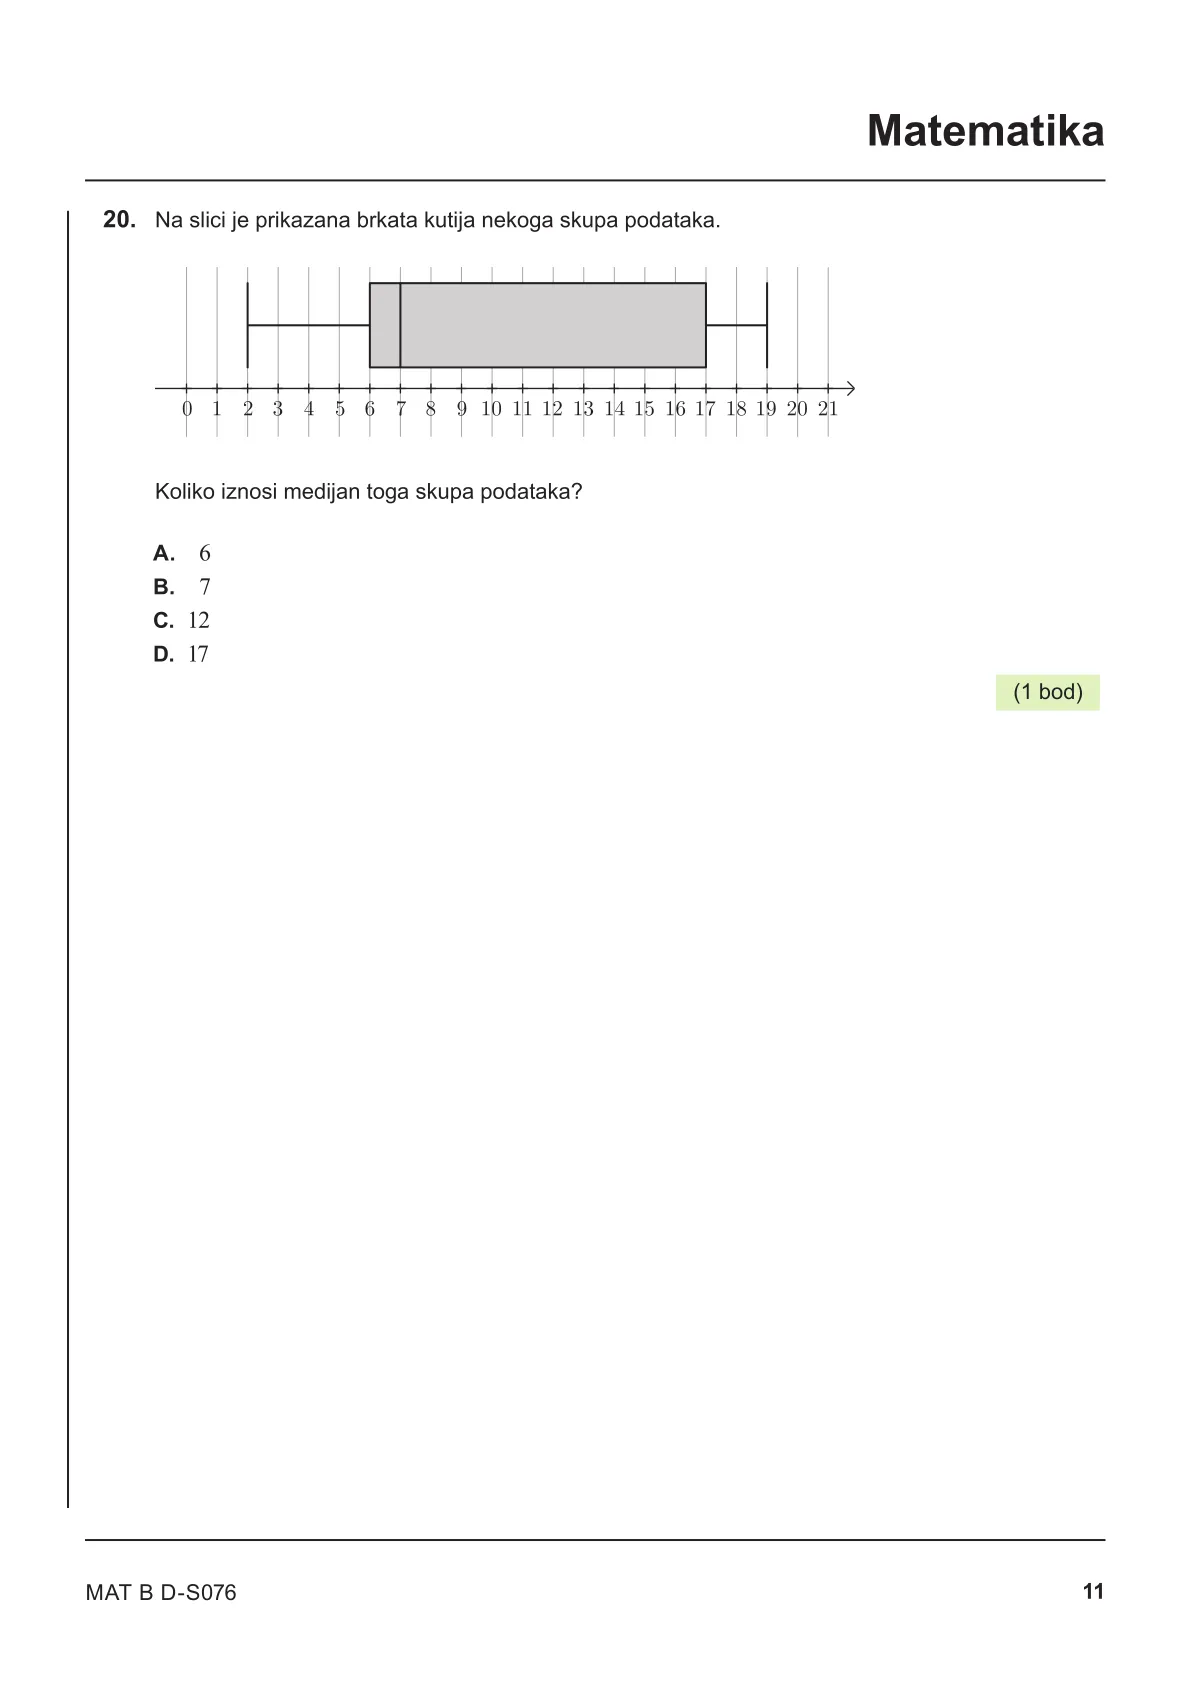 Matematika
20. Na slici je prikazana brkata kutija nekoga skupa podataka.
0 1 2 3 4 5 6 7 8 9 10 11 12 13 14 15 16 17 18 19 20 21
Koliko iznosi medijan toga skupa podataka?
A. 6
B. 7
C. 12
D. 17
(1 bod)
MAT B D-S076
11